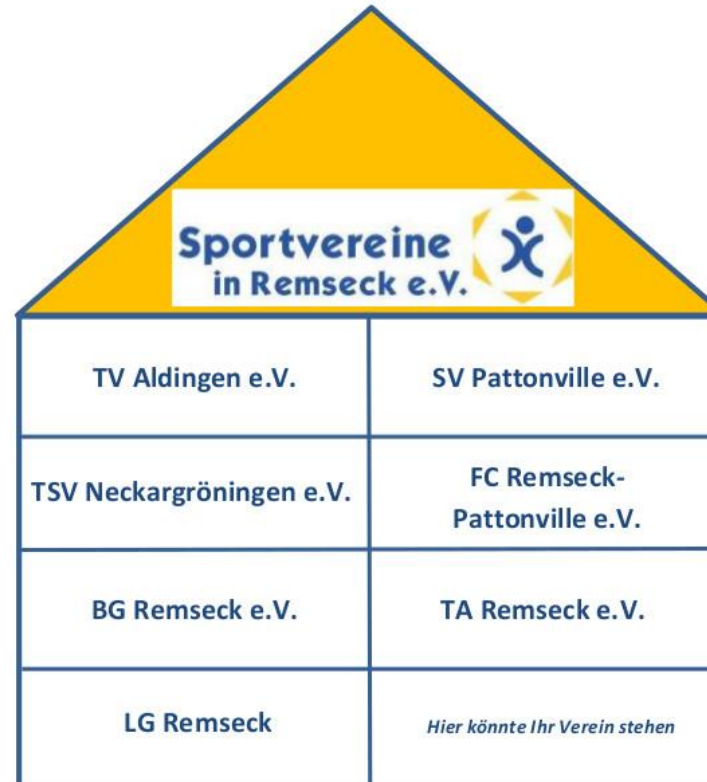 Sportvereine
in Remseck e.V.
TV Aldingen e.V.
SV Pattonville e.V.
TSV Neckargröningen e.V.
FC Remseck-
Pattonville e.V.
BG Remseck e.V.
TA Remseck e.V.
LG Remseck
Hier könnte Ihr Verein stehen